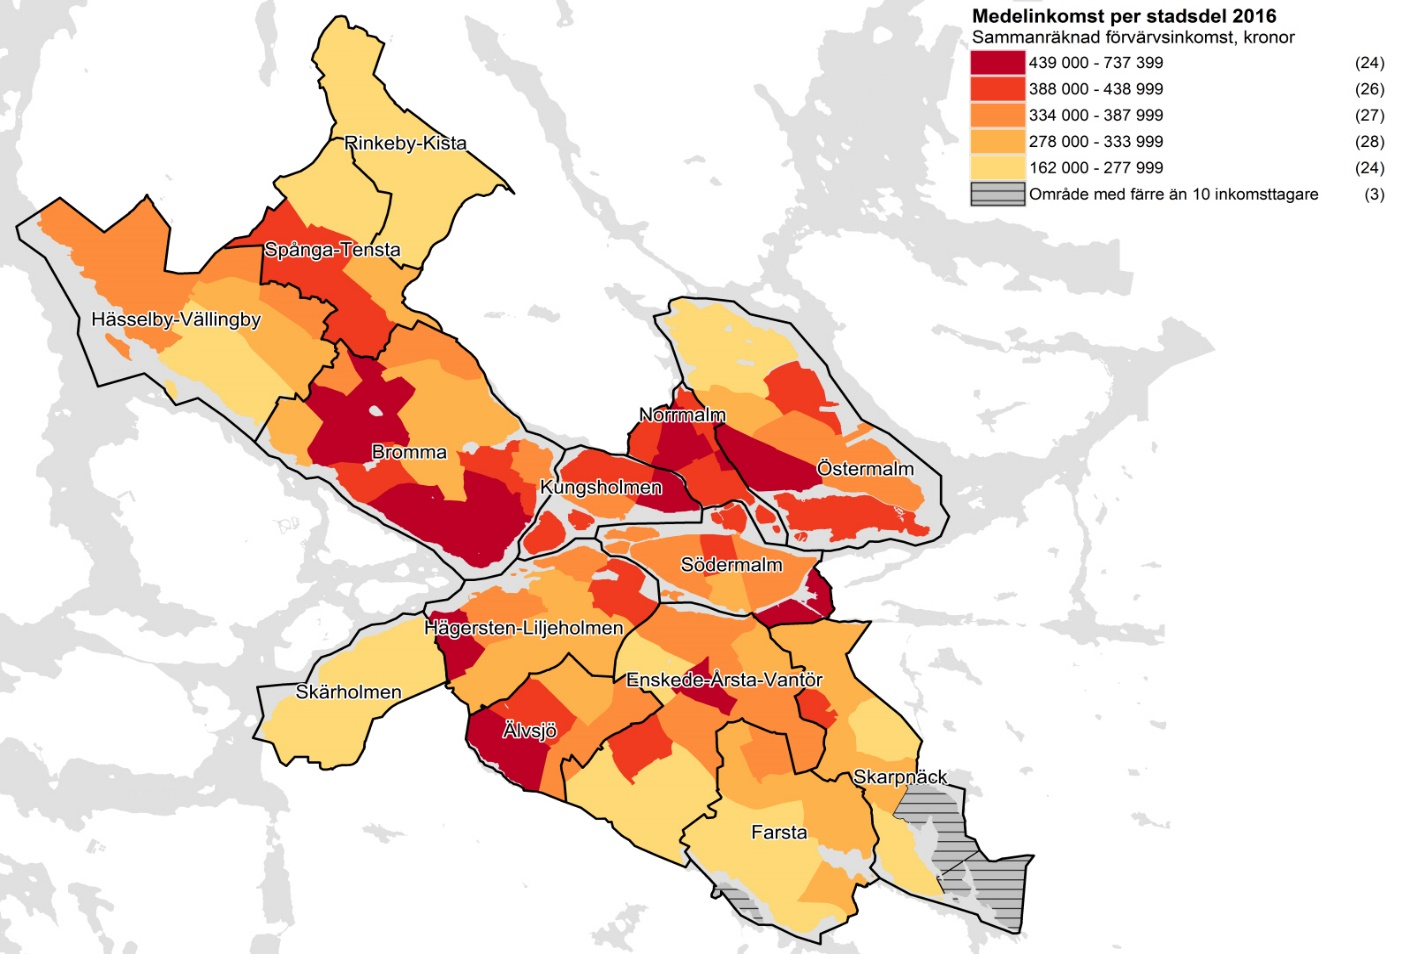 Medelinkomst per stadsdel 2016
Sammanräknad förvärvsinkomst, kronor
439 000 - 737 399 (24)
388 000 - 438 999 (26)
334 000 - 387 999 (27)
278 000 - 333 999 (28)
162 000 - 277 999 (24)
Område med färre än 10 inkomsttagare (3)
Rinkeby-Kista
Spånga-Tensta
Hässelby-Vällingby
Norrmalm
Bromma
Östermalm
Kungsholmen
Södermalm
Hägersten-Liljeholmen
Enskede-Årsta-Vantör
Skärholmen
Älvsjö
Skarpnäck
Farsta